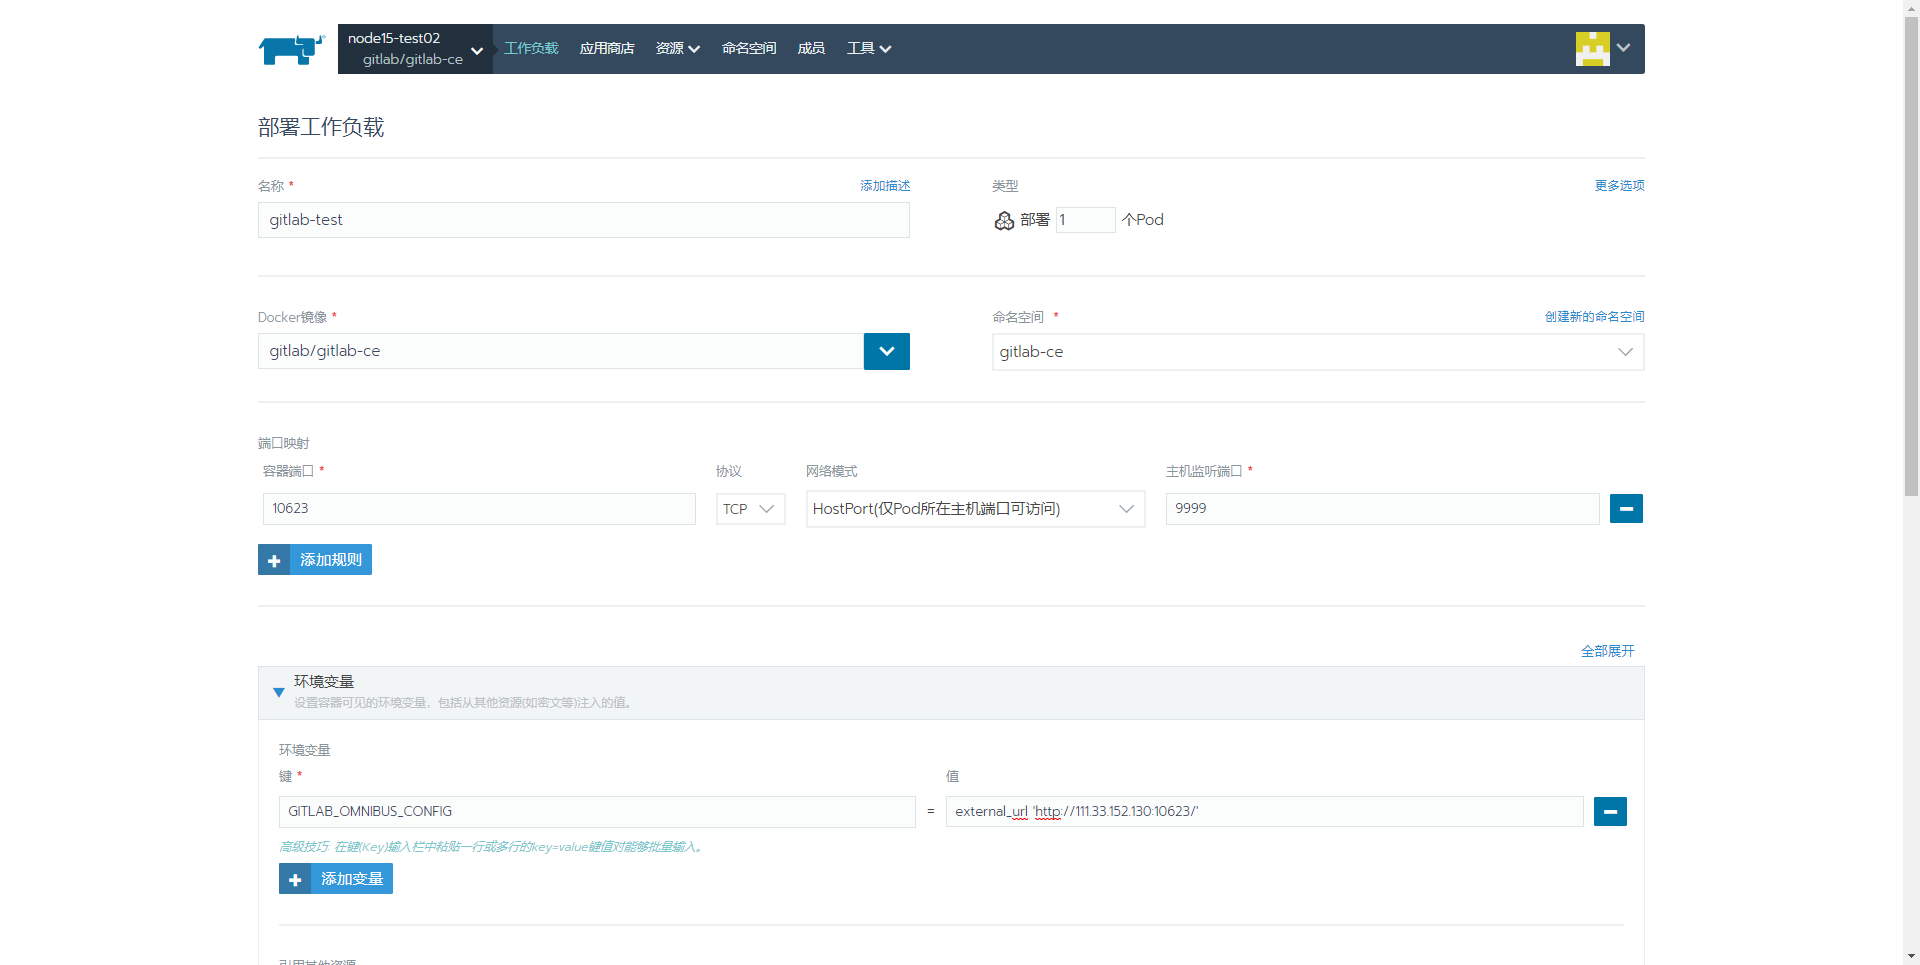 node15-test02
gitlab/gitlab-ce
工作负载
应用商店
资源
命名空间
成员
工具
部署工作负载
名称 *
添加描述
类型
更多选项
gitlab-test
部署 1 个Pod
Docker镜像 *
命名空间 *
创建新的命名空间
gitlab/gitlab-ce
gitlab-ce
端口映射
容器端口 *
协议
网络模式
主机监听端口 *
10623
TCP
HostPort(仅Pod所在主机端口可访问)
9999
添加规则
全部展开
环境变量
设置容器可见的环境变量，包括从其他资源(如密文等)注入的值。
环境变量
键 *
值
GITLAB_OMNIBUS_CONFIG
=
external_url 'http://111.33.152.130:10623/'
高级技巧: 在键(Key)输入栏中粘贴一行或多行的key=value键值对能够批量输入。
添加变量
引用其他资源